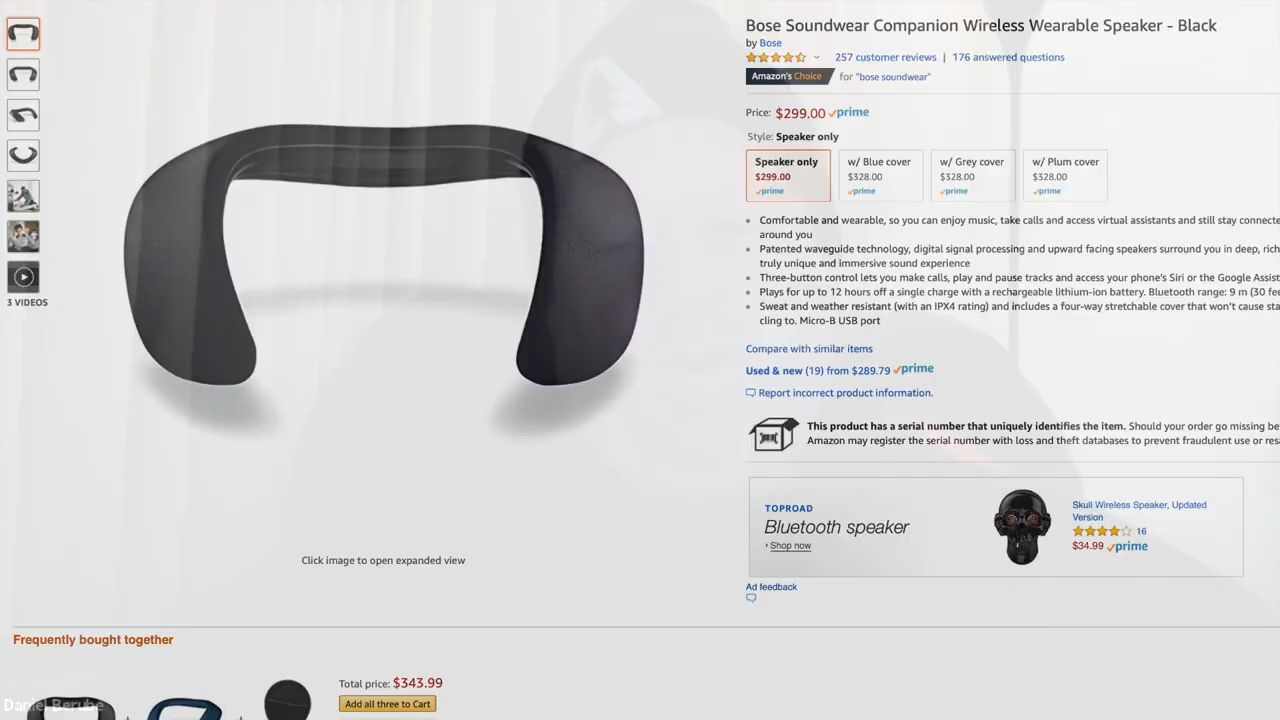 Bose Soundwear Companion Wireless Wearable Speaker - Black
by Bose
257 customer reviews | 176 answered questions
Amazon's Choice for "bose soundwear"
Price: $299.00 prime
Style: Speaker only
Speaker only
$299.00
prime
w/ Blue cover
$328.00
prime
w/ Grey cover
$328.00
prime
w/ Plum cover
$328.00
prime
Comfortable and wearable, so you can enjoy music, take calls and access virtual assistants and still stay
around you
Patented waveguide technology, digital signal processing and upward facing speakers surround you in deep, rich
truly unique and immersive sound experience
Three-button control lets you make calls, play and pause tracks and access your phone's Siri or the Google
Plays for up to 12 hours off a single charge with a rechargeable lithium-ion battery. Bluetooth range: 9 m (30
Sweat and weather resistant (with an IPX4 rating) and includes a four-way stretchable cover that won't cause
cling to. Micro-B USB port
Compare with similar items
Used & new (19) from $289.79 prime
Report incorrect product information.
This product has a serial number that uniquely identifies the item. Should your order go missing
Amazon may register the serial number with loss and theft databases to prevent fraudulent use or
TOPROAD
Bluetooth speaker
Shop now
Skull Wireless Speaker, Updated
Version
16
$34.99 prime
Ad feedback
3 VIDEOS
Click image to open expanded view
Frequently bought together
Total price: $343.99
Add all three to Cart
Daniel Berube